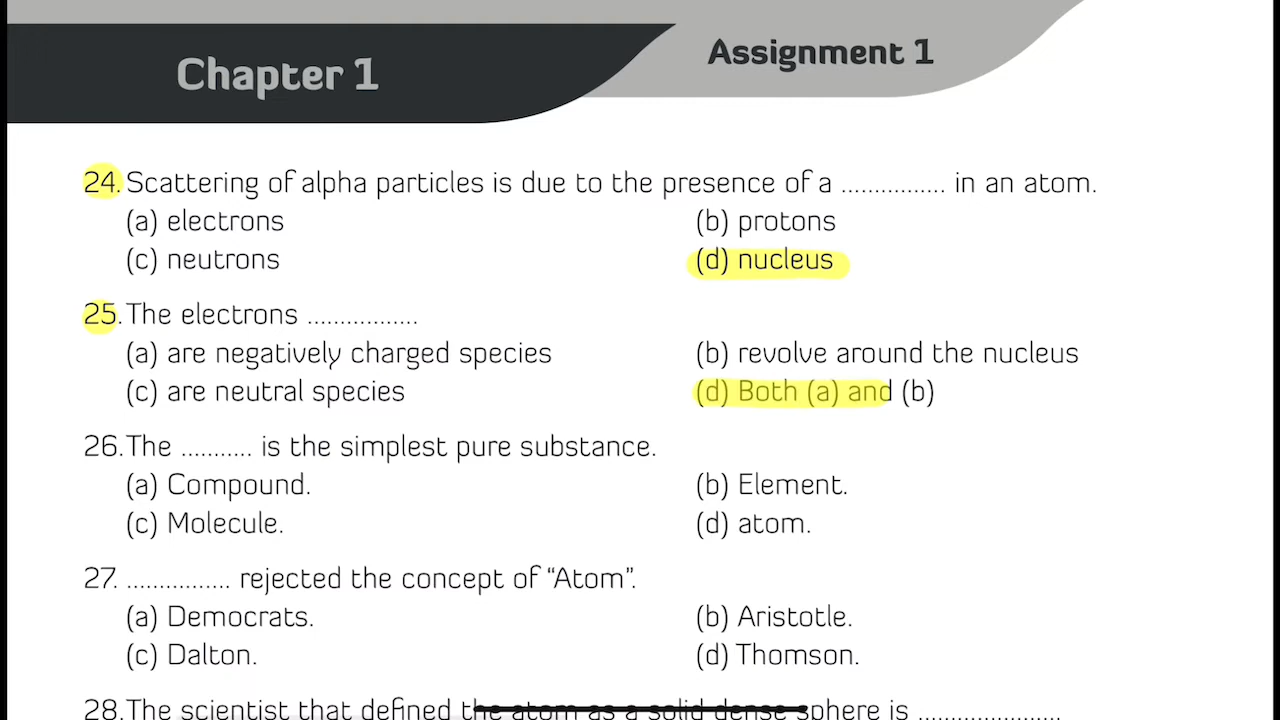 Chapter 1
Assignment 1
24. Scattering of alpha particles is due to the presence of a ................ in an atom.
(a) electrons (b) protons
(c) neutrons (d) nucleus
25. The electrons .................
(a) are negatively charged species (b) revolve around the nucleus
(c) are neutral species (d) Both (a) and (b)
26. The ........... is the simplest pure substance.
(a) Compound. (b) Element.
(c) Molecule. (d) atom.
27. ................ rejected the concept of “Atom”.
(a) Democrats. (b) Aristotle.
(c) Dalton. (d) Thomson.
28. The scientist that defined the atom as a solid dense sphere is ......................